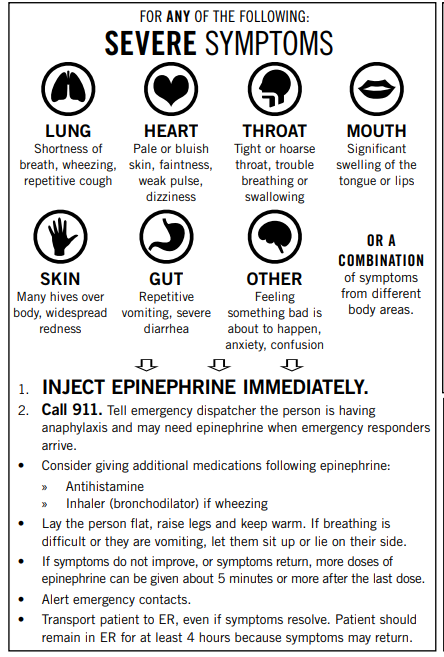 FOR ANY OF THE FOLLOWING:
SEVERE SYMPTOMS
LUNG
Shortness of
breath, wheezing,
repetitive cough
HEART
Pale or bluish
skin, faintness,
weak pulse,
dizziness
THROAT
Tight or hoarse
throat, trouble
breathing or
swallowing
MOUTH
Significant
swelling of the
tongue or lips
SKIN
Many hives over
body, widespread
redness
GUT
Repetitive
vomiting, severe
diarrhea
OTHER
Feeling
something bad is
about to happen,
anxiety, confusion
OR A
COMBINATION
of symptoms
from different
body areas.
1. INJECT EPINEPHRINE IMMEDIATELY.
2. Call 911. Tell emergency dispatcher the person is having
anaphylaxis and may need epinephrine when emergency responders
arrive.
• Consider giving additional medications following epinephrine:
» Antihistamine
» Inhaler (bronchodilator) if wheezing
• Lay the person flat, raise legs and keep warm. If breathing is
difficult or they are vomiting, let them sit up or lie on their side.
• If symptoms do not improve, or symptoms return, more doses of
epinephrine can be given about 5 minutes or more after the last dose.
• Alert emergency contacts.
• Transport patient to ER, even if symptoms resolve. Patient should
remain in ER for at least 4 hours because symptoms may return.